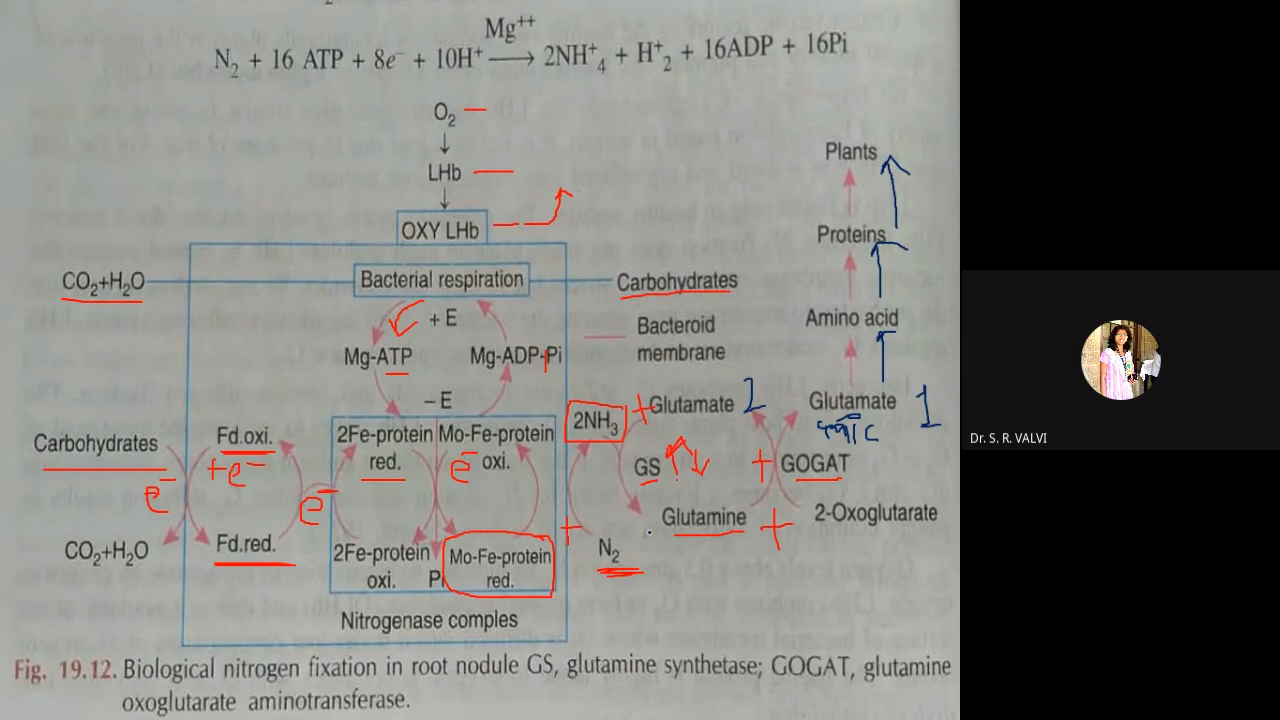 N₂ + 16 ATP + 8e⁻ + 10H⁺ ⟶ 2NH⁺₄ + H⁺₂ + 16ADP + 16Pi
Mg⁺⁺
O₂
LHb
OXY LHb
CO₂+H₂O
Bacterial respiration
Carbohydrates
+ E
Bacteroid
membrane
Mg-ATP
Mg-ADP-Pi
– E
Plants
Proteins
Amino acid
Carbohydrates
Fd.oxi.
+e⁻
e⁻
e⁻
CO₂+H₂O
Fd.red.
2Fe-protein
red.
Mo-Fe-protein
oxi.
e⁻
2Fe-protein
oxi.
Pi
Mo-Fe-protein
red.
Nitrogenase comples
2NH₃
+
Glutamate 2
Glutamate 1
GS
+
GOGAT
Glutamine
+
2-Oxoglutarate
+
N₂
Fig. 19.12. Biological nitrogen fixation in root nodule GS, glutamine synthetase; GOGAT, glutamine
oxoglutarate aminotransferase.
Dr. S. R. VALVI